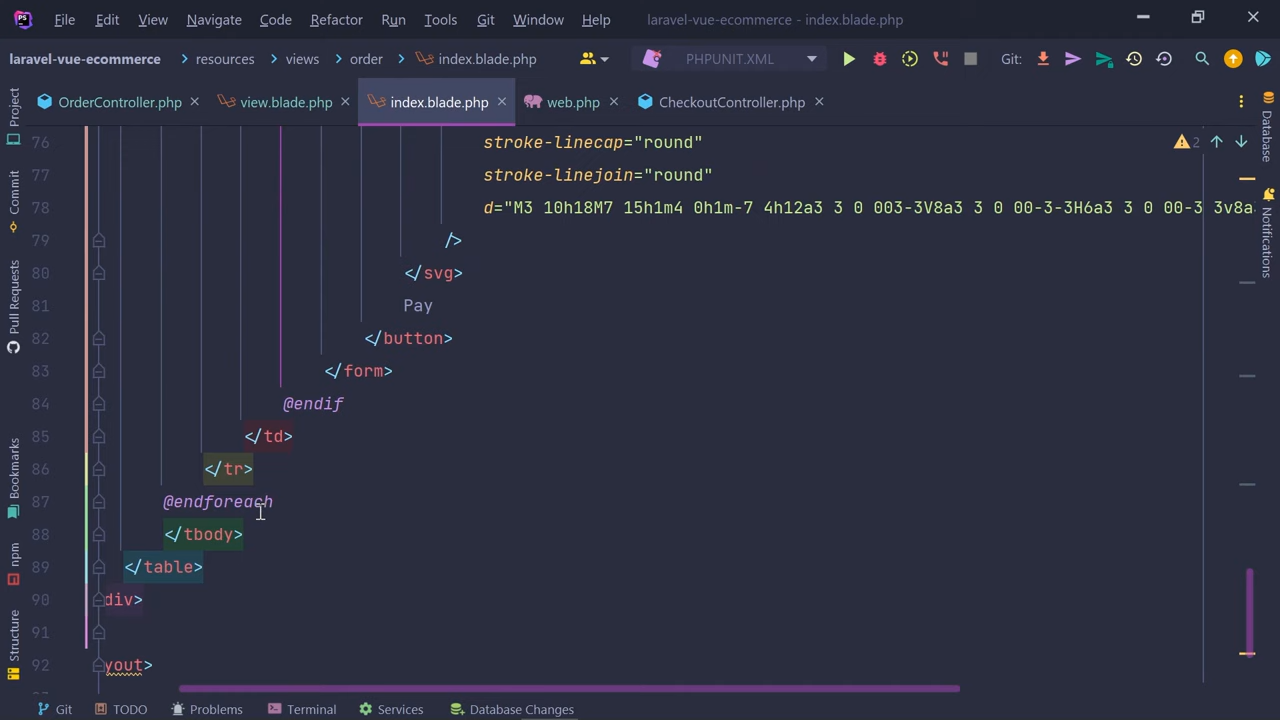 File Edit View Navigate Code Refactor Run Tools Git Window Help laravel-vue-ecommerce - index.blade.php
laravel-vue-ecommerce resources views order index.blade.php PHPUNIT.XML Git:
OrderController.php view.blade.php index.blade.php web.php CheckoutController.php
Project
Commit
Pull Requests
Bookmarks
npm
Structure
76 stroke-linecap="round"
77 stroke-linejoin="round"
78 d="M3 10h18M7 15h1m4 0h1m-7 4h12a3 3 0 003-3V8a3 3 0 00-3-3H6a3 3 0 00-3 3v8a
79 />
80 </svg>
81 Pay
82 </button>
83 </form>
84 @endif
85 </td>
86 </tr>
87 @endforeach
88 </tbody>
89 </table>
90 div>
91
92 yout>
2
Database
Notifications
Git TODO Problems Terminal Services Database Changes